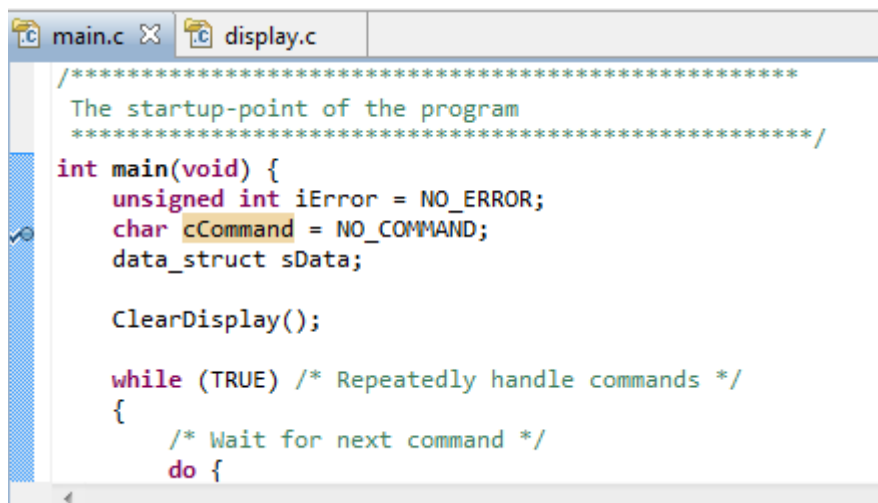 main.c display.c
/****************************************************
The startup-point of the program
*****************************************************/
int main(void) {
unsigned int iError = NO_ERROR;
char cCommand = NO_COMMAND;
data_struct sData;
ClearDisplay();
while (TRUE) /* Repeatedly handle commands */
{
/* Wait for next command */
do {